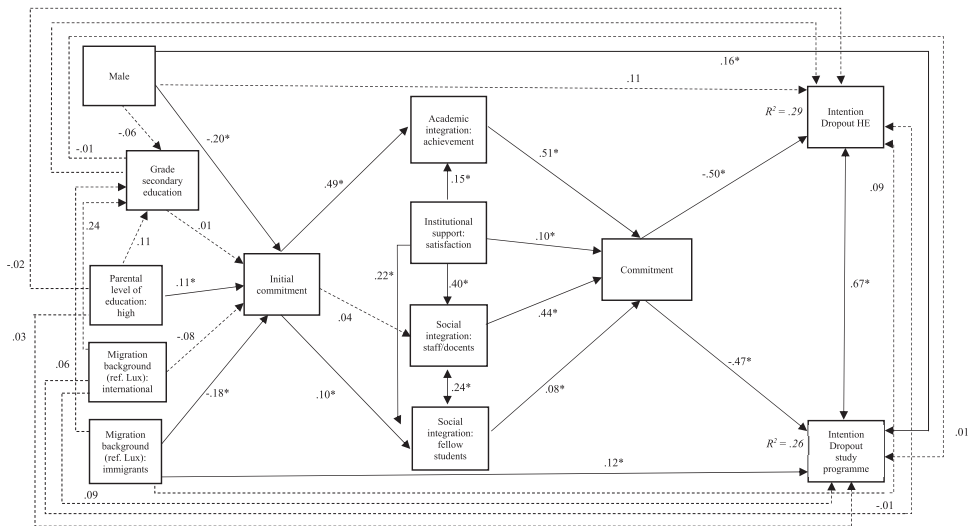 Male
.16*
.11
R² = .29
Intention
Dropout HE
-.06
-.20*
-.01
Grade
secondary
education
Academic
integration:
achievement
.51*
-.50*
.09
.49*
.15*
.24
.01
.11
Institutional
support:
satisfaction
.10*
-.02
Parental
level of
education:
high
.11*
Initial
commitment
.22*
.40*
Commitment
.67*
.04
.44*
Social
integration:
staff/docents
.03
-.08
Migration
background
(ref. Lux):
international
.06
-.18*
.10*
.24*
.08*
-.47*
Migration
background
(ref. Lux):
immigrants
Social
integration:
fellow
students
R² = .26
Intention
Dropout
study
programme
.01
.12*
.09
-.01